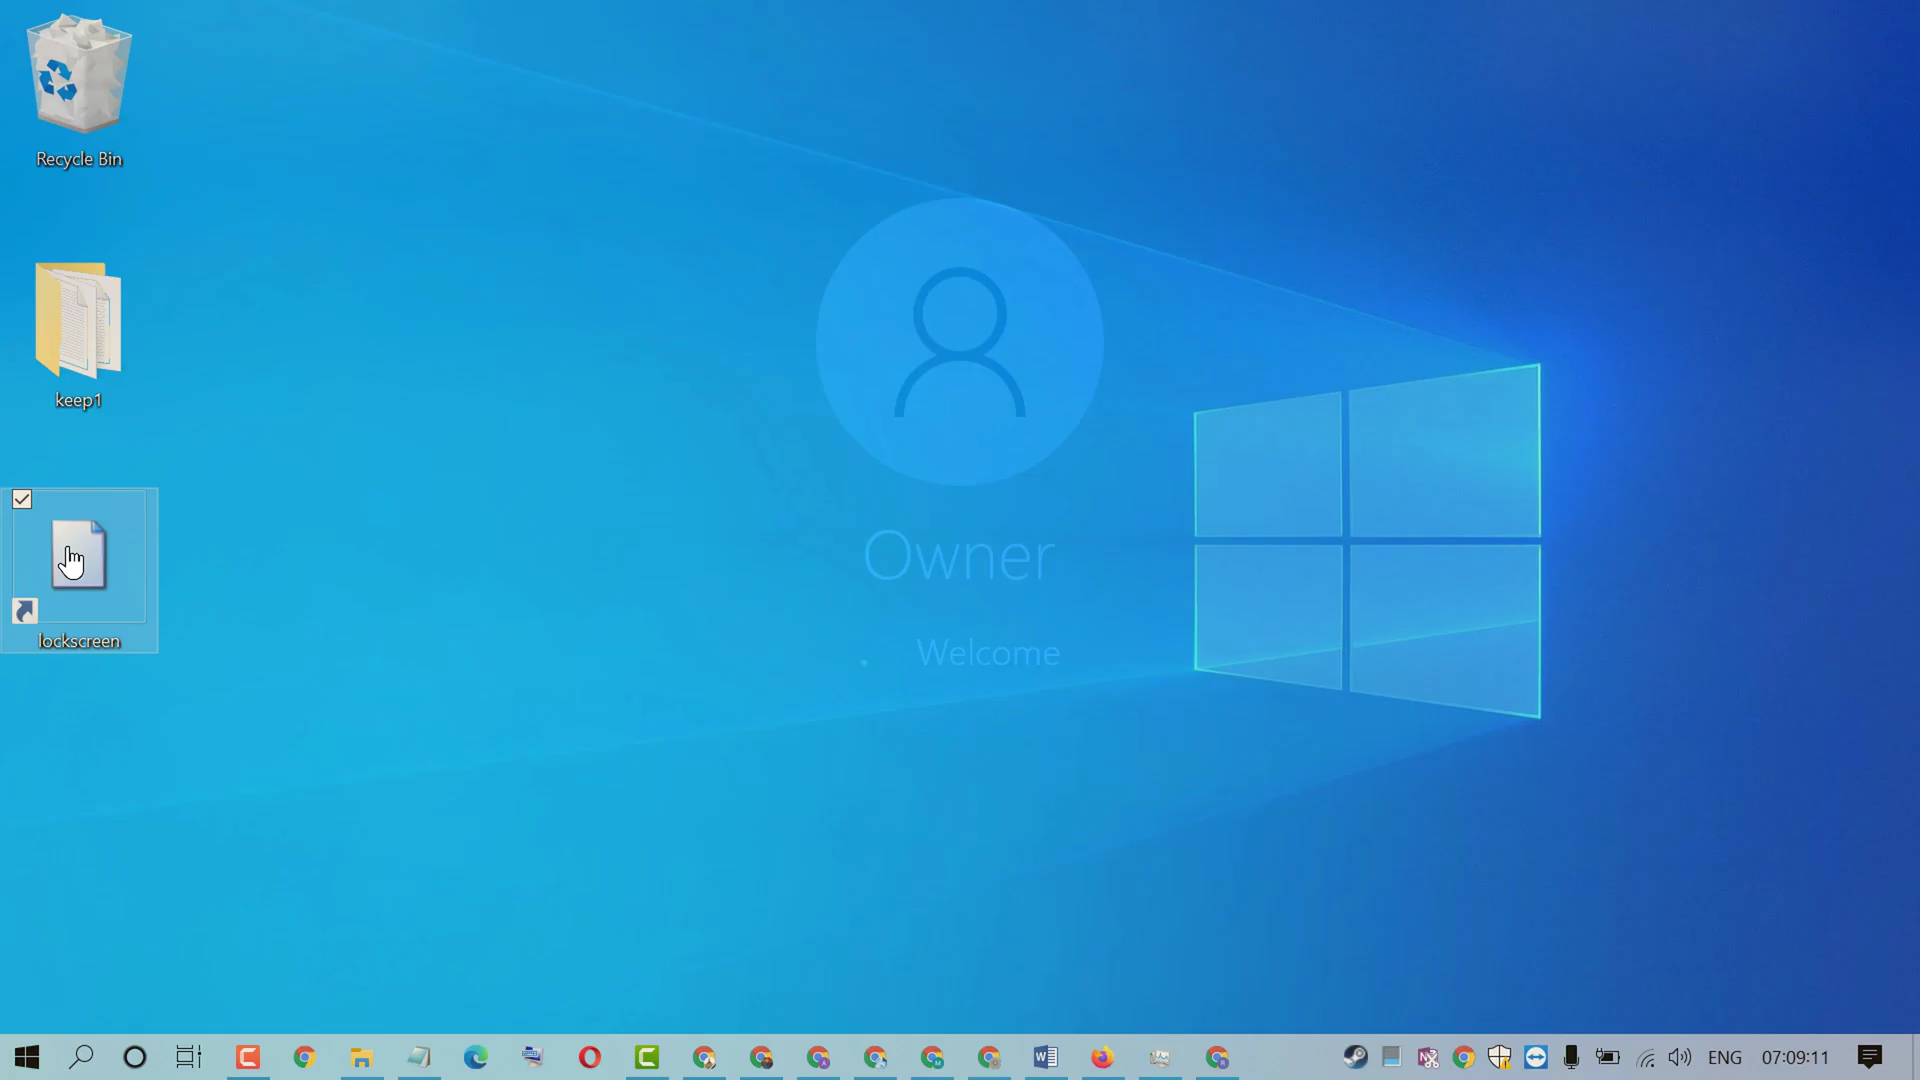 Recycle Bin
keep1
lockscreen
Owner
Welcome
ENG 07:09:11